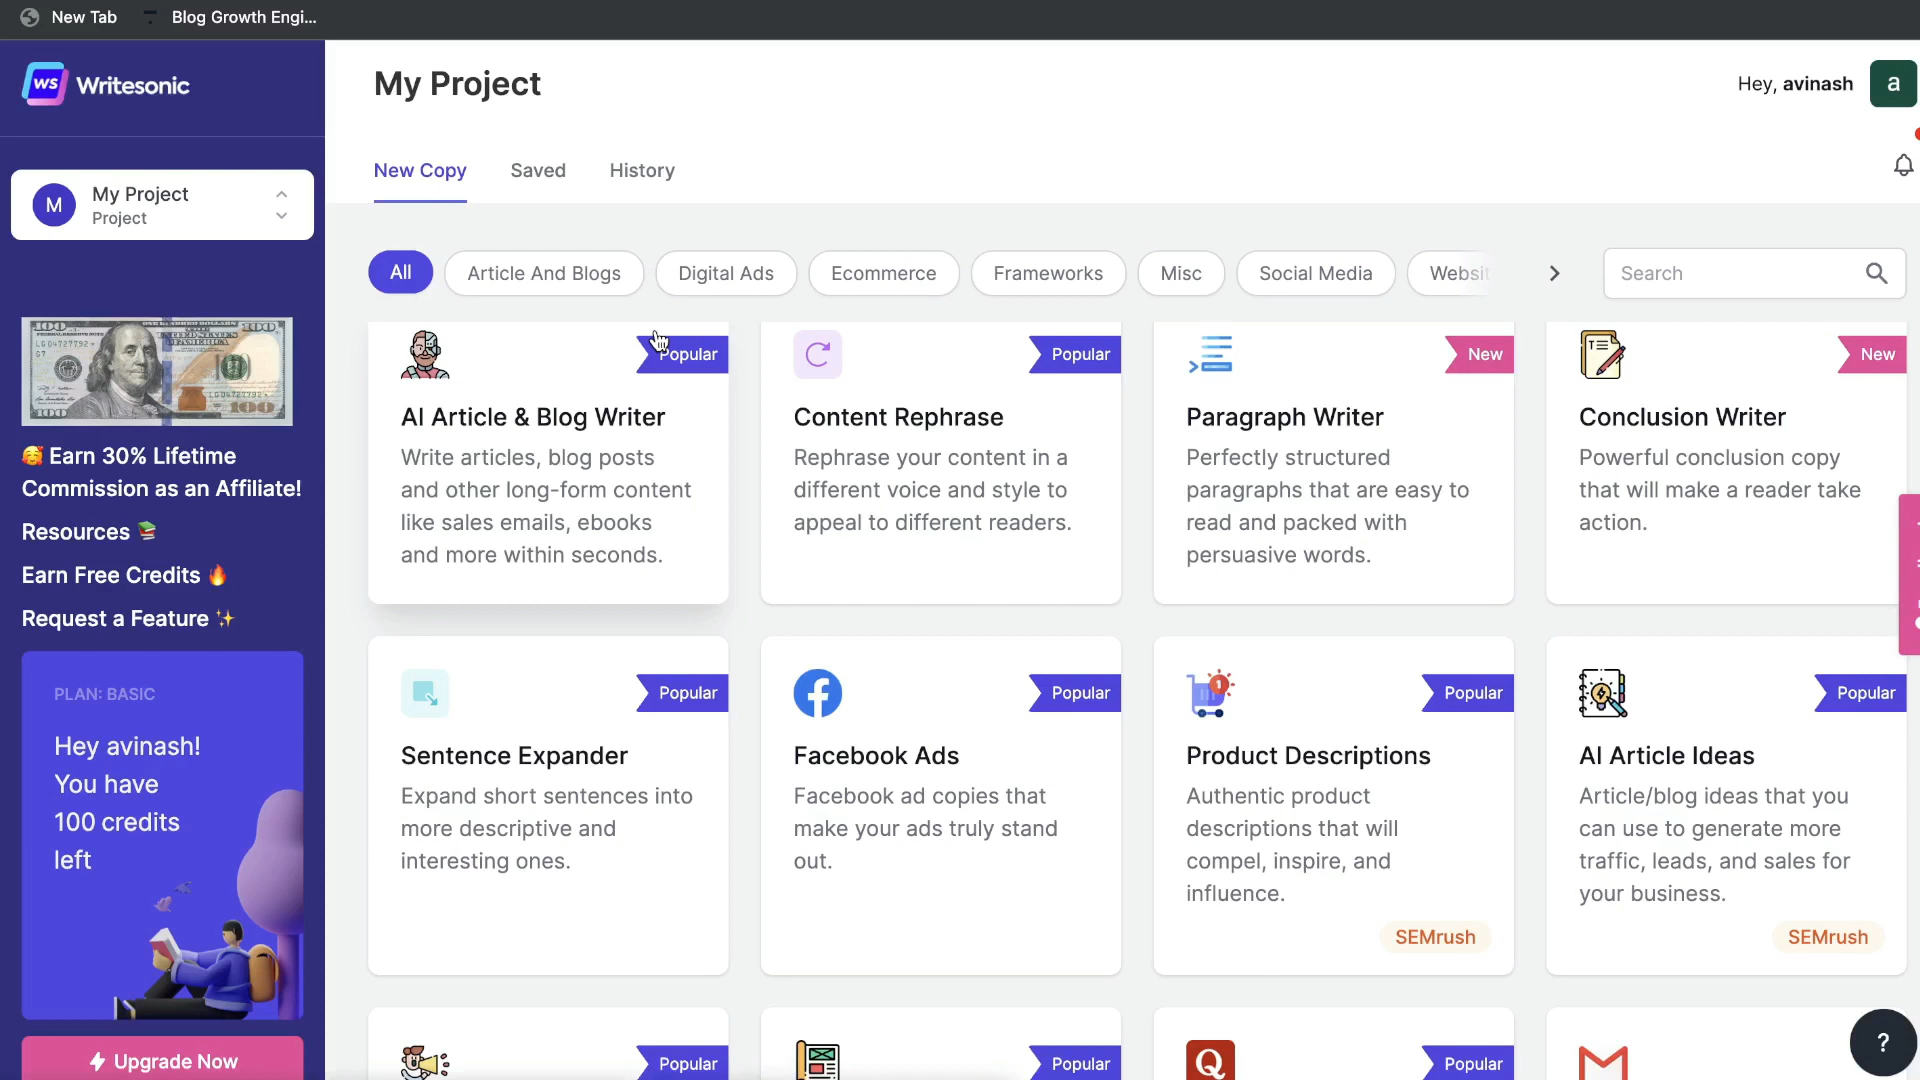 New Tab
Blog Growth Engi...
WS Writesonic
My Project
Hey, avinash
a
M
My Project
Project
New Copy
Saved
History
All
Article And Blogs
Digital Ads
Ecommerce
Frameworks
Misc
Social Media
Websit
Search
100
100
LG04727792
G7
LG04727792
100
100
🥰 Earn 30% Lifetime
Commission as an Affiliate!
Resources 📚
Earn Free Credits 🔥
Request a Feature ✨
PLAN: BASIC
Hey avinash!
You have
100 credits
left
Upgrade Now
Popular
AI Article & Blog Writer
Write articles, blog posts
and other long-form content
like sales emails, ebooks
and more within seconds.
Popular
Content Rephrase
Rephrase your content in a
different voice and style to
appeal to different readers.
New
Paragraph Writer
Perfectly structured
paragraphs that are easy to
read and packed with
persuasive words.
New
Conclusion Writer
Powerful conclusion copy
that will make a reader take
action.
Popular
Sentence Expander
Expand short sentences into
more descriptive and
interesting ones.
Popular
Facebook Ads
Facebook ad copies that
make your ads truly stand
out.
1
Popular
Product Descriptions
Authentic product
descriptions that will
compel, inspire, and
influence.
SEMrush
Popular
AI Article Ideas
Article/blog ideas that you
can use to generate more
traffic, leads, and sales for
your business.
SEMrush
Popular
Popular
Q
Popular
?